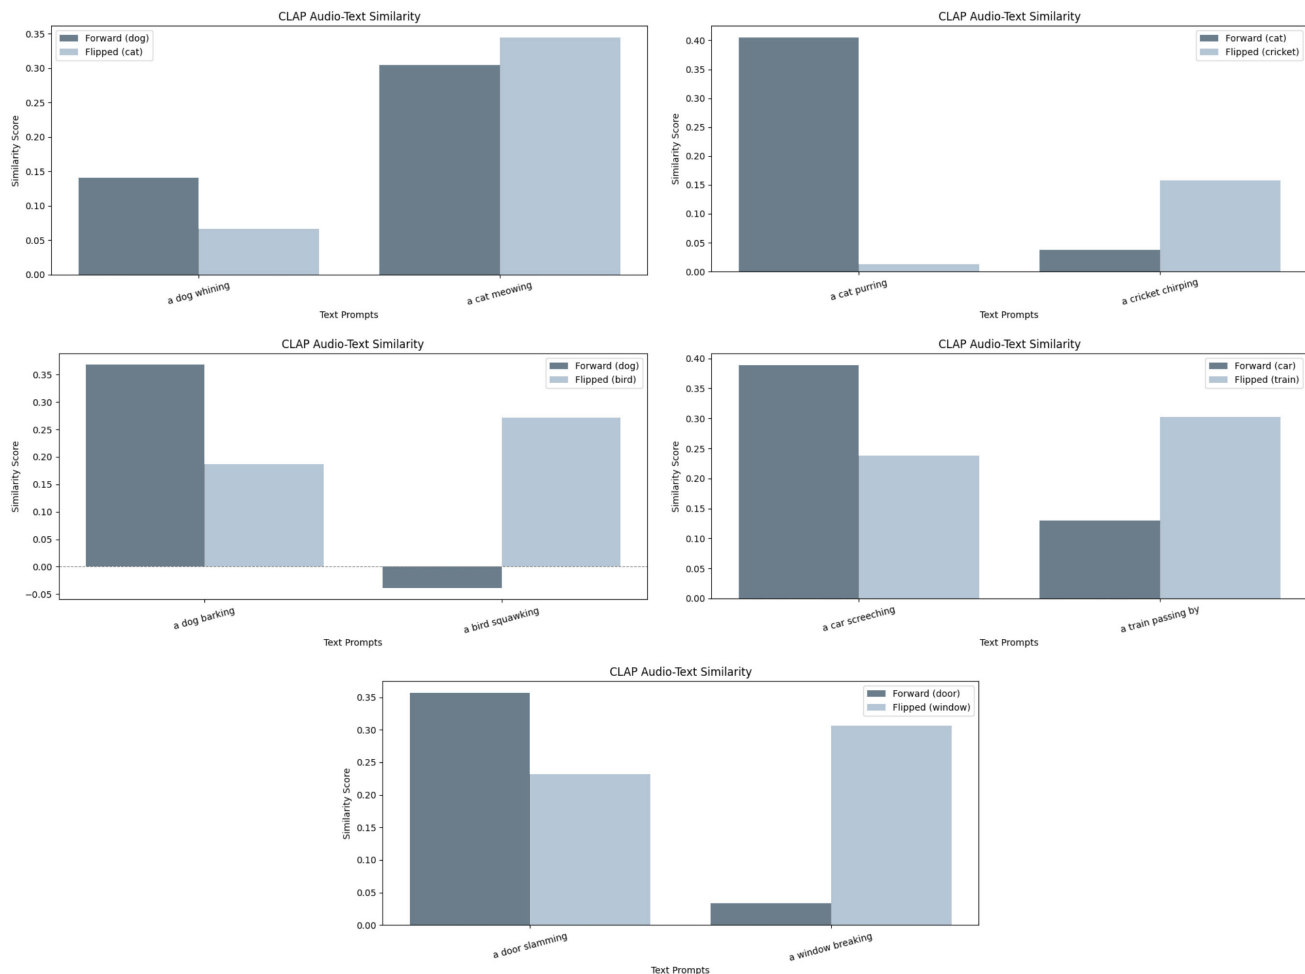 CLAP Audio-Text Similarity
Forward (dog)
Flipped (cat)
Similarity Score
0.35
0.30
0.25
0.20
0.15
0.10
0.05
0.00
a dog whining
a cat meowing
Text Prompts
CLAP Audio-Text Similarity
Forward (cat)
Flipped (cricket)
Similarity Score
0.40
0.35
0.30
0.25
0.20
0.15
0.10
0.05
0.00
a cat purring
a cricket chirping
Text Prompts
CLAP Audio-Text Similarity
Forward (dog)
Flipped (bird)
Similarity Score
0.35
0.30
0.25
0.20
0.15
0.10
0.05
0.00
−0.05
a dog barking
a bird squawking
Text Prompts
CLAP Audio-Text Similarity
Forward (car)
Flipped (train)
Similarity Score
0.40
0.35
0.30
0.25
0.20
0.15
0.10
0.05
0.00
a car screeching
a train passing by
Text Prompts
CLAP Audio-Text Similarity
Forward (door)
Flipped (window)
Similarity Score
0.35
0.30
0.25
0.20
0.15
0.10
0.05
0.00
a door slamming
a window breaking
Text Prompts